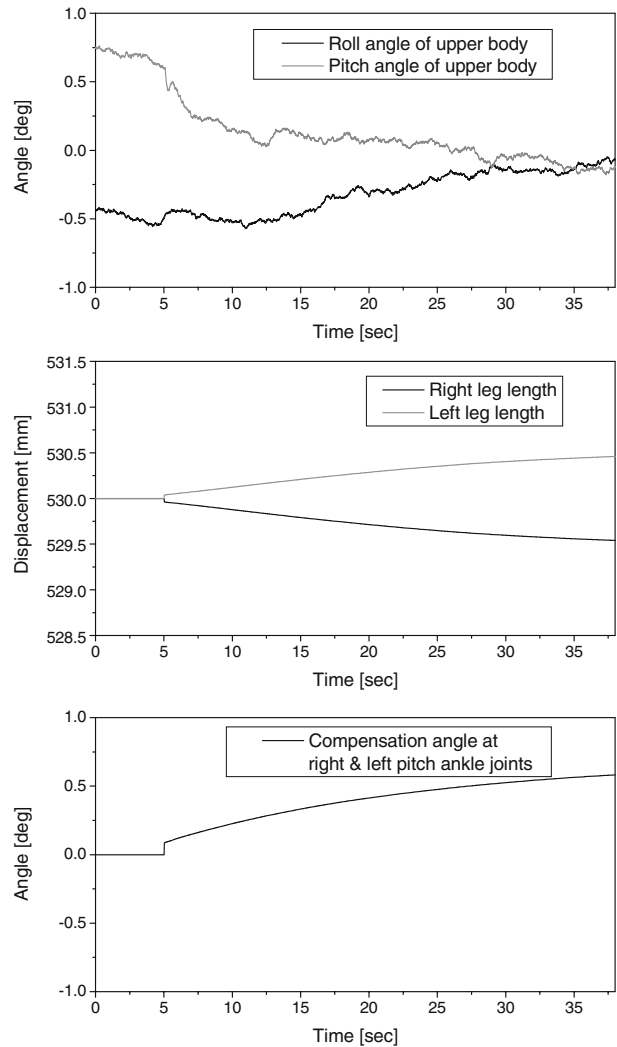 1.0
0.5
0.0
-0.5
-1.0
Angle [deg]
Roll angle of upper body
Pitch angle of upper body
0 5 10 15 20 25 30 35
Time [sec]
531.5
531.0
530.5
530.0
529.5
529.0
528.5
Displacement [mm]
Right leg length
Left leg length
0 5 10 15 20 25 30 35
Time [sec]
1.0
0.5
0.0
-0.5
-1.0
Angle [deg]
Compensation angle at
right & left pitch ankle joints
0 5 10 15 20 25 30 35
Time [sec]